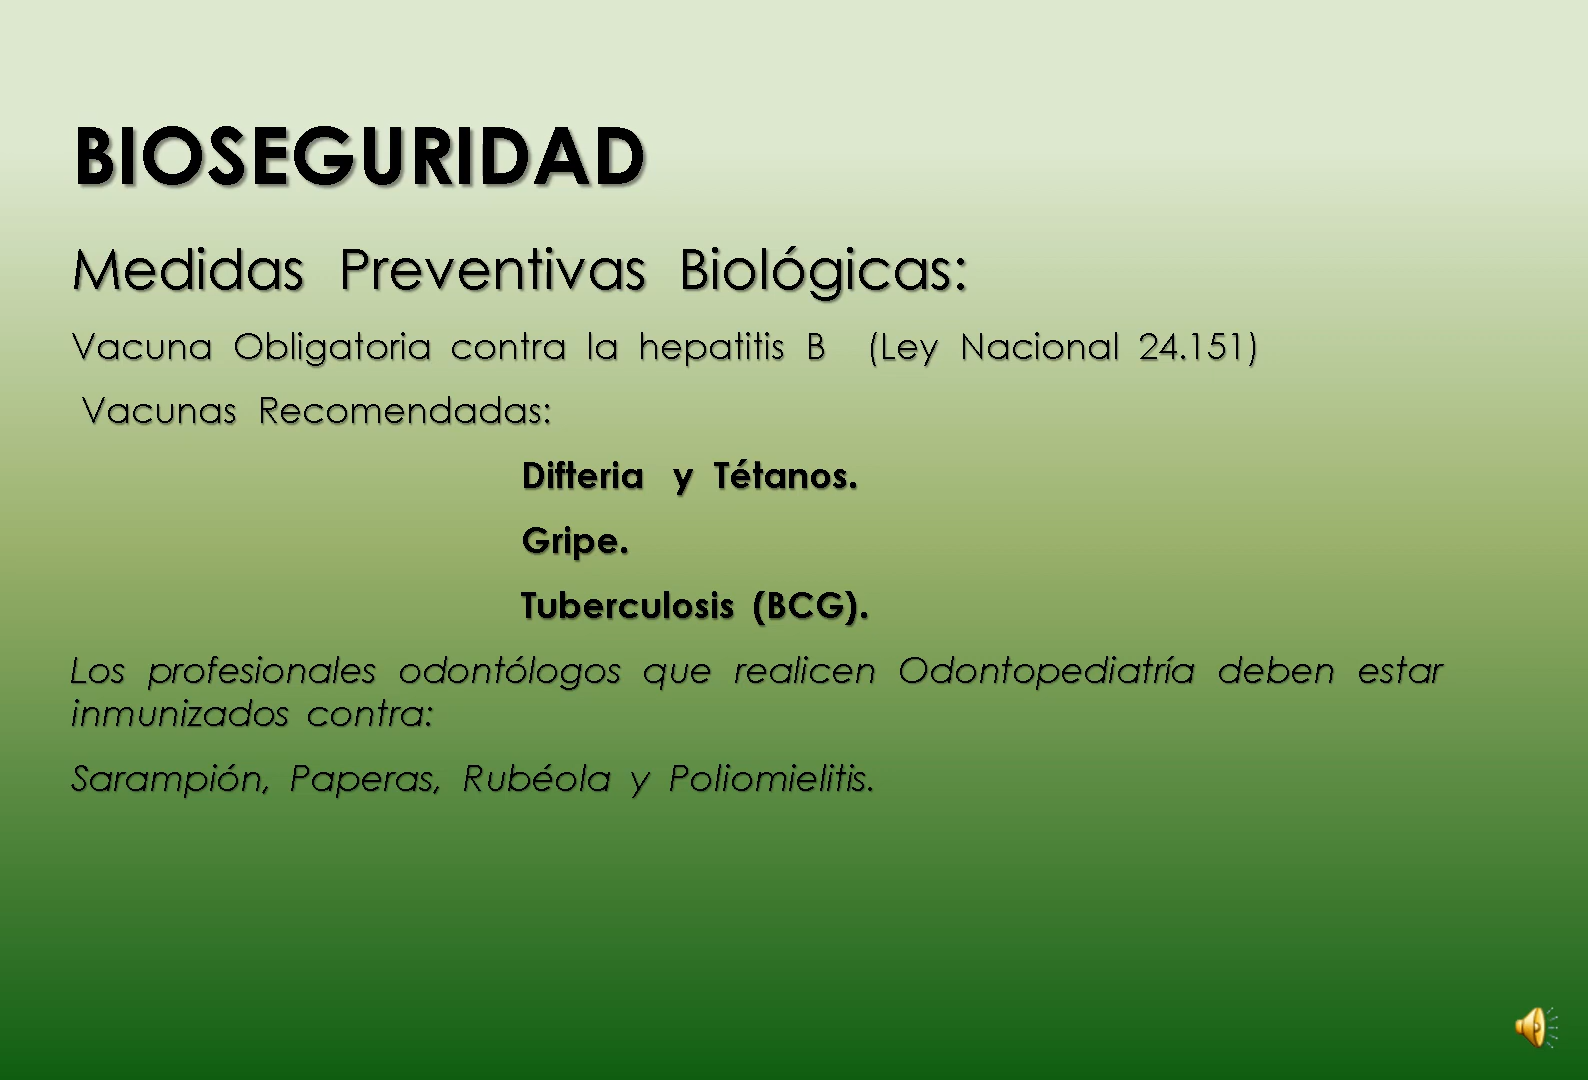 BIOSEGURIDAD
Medidas Preventivas Biológicas:
Vacuna Obligatoria contra la hepatitis B (Ley Nacional 24.151)
Vacunas Recomendadas:
Difteria y Tétanos.
Gripe.
Tuberculosis (BCG).
Los profesionales odontólogos que realicen Odontopediatría deben estar
inmunizados contra:
Sarampión, Paperas, Rubéola y Poliomielitis.